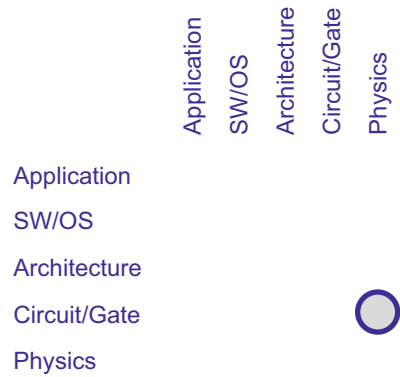 Application
SW/OS
Architecture
Circuit/Gate
Physics
Application
SW/OS
Architecture
Circuit/Gate
Physics